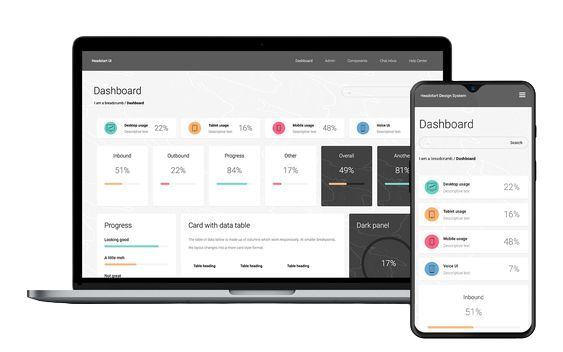 Headstart UI
Dashboard Admin Components Chat Inbox Help Center
Dashboard
I am a breadcrumb / Dashboard
Desktop usage
Descriptive text
22%
Tablet usage
Descriptive text
16%
Mobile usage
Descriptive text
48%
Voice UI
Descriptive text
Inbound
51%
Outbound
22%
Progress
84%
Other
17%
Overall
49%
Anothe
81%
Progress
Looking good
A little meh
Not great
Card with data table
The table of data below is made up of columns which work responsively. At smaller breakpoints,
the layout changes into a more card style format.
Table heading Table heading Table heading
Dark panel
17%
Headstart Design System
Dashboard
Search
I am a breadcrumb / Dashboard
Desktop usage
Descriptive text
22%
Tablet usage
Descriptive text
16%
Mobile usage
Descriptive text
48%
Voice UI
Descriptive text
7%
Inbound
51%